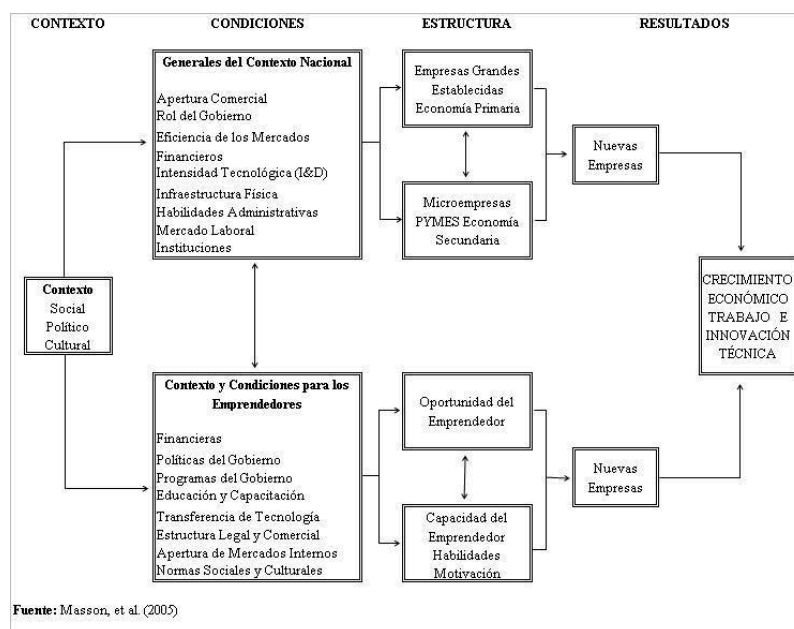 CONTEXTO
CONDICIONES
ESTRUCTURA
RESULTADOS
Contexto
Social
Político
Cultural
Generales del Contexto Nacional
Apertura Comercial
Rol del Gobierno
Eficiencia de los Mercados
Financieros
Intensidad Tecnológica (I&D)
Infraestructura Física
Habilidades Administrativas
Mercado Laboral
Instituciones
Empresas Grandes
Establecidas
Economía Primaria
Microempresas
PYMES Economía
Secundaria
Nuevas
Empresas
Contexto y Condiciones para los
Emprendedores
Financieras
Políticas del Gobierno
Programas del Gobierno
Educación y Capacitación
Transferencia de Tecnología
Estructura Legal y Comercial
Apertura de Mercados Internos
Normas Sociales y Culturales
Oportunidad del
Emprendedor
Capacidad del
Emprendedor
Habilidades
Motivación
Nuevas
Empresas
CRECIMIENTO
ECONÓMICO
TRABAJO E
INNOVACIÓN
TÉCNICA
Fuente: Masson, et al. (2005)